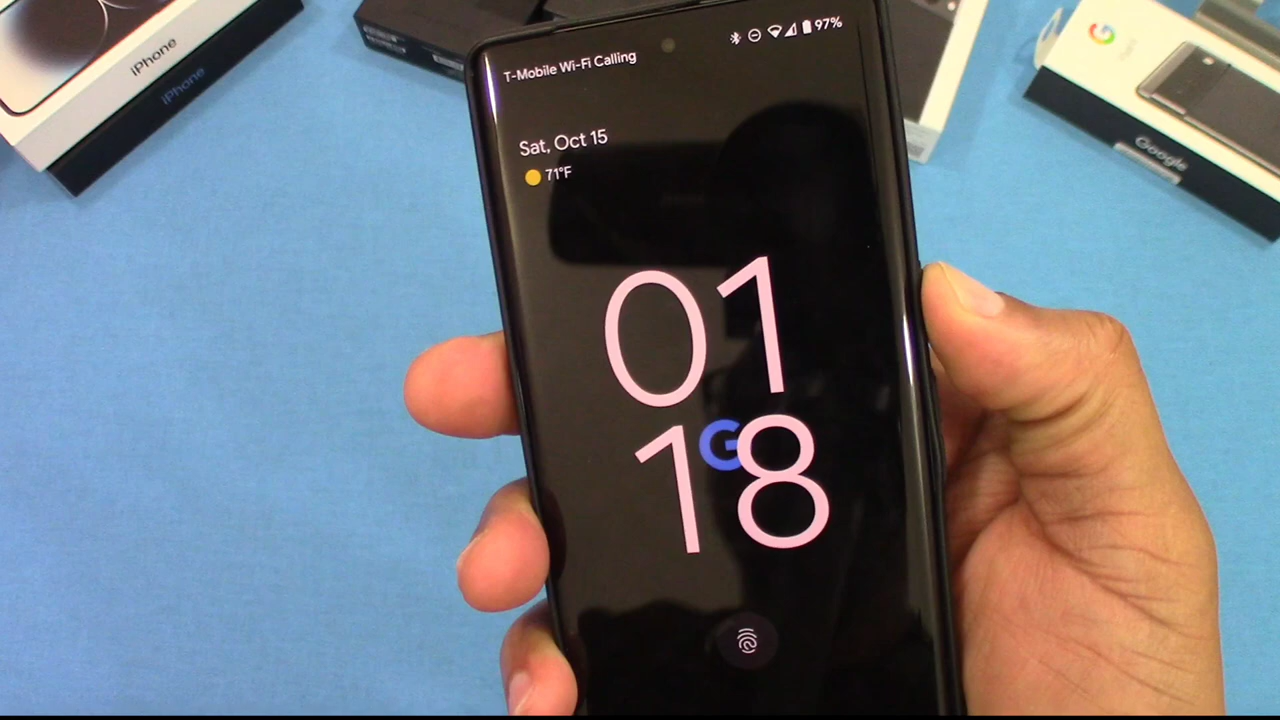 iPhone
iPhone
Google
T-Mobile Wi-Fi Calling
97%
Sat, Oct 15
71°F
01
18
G